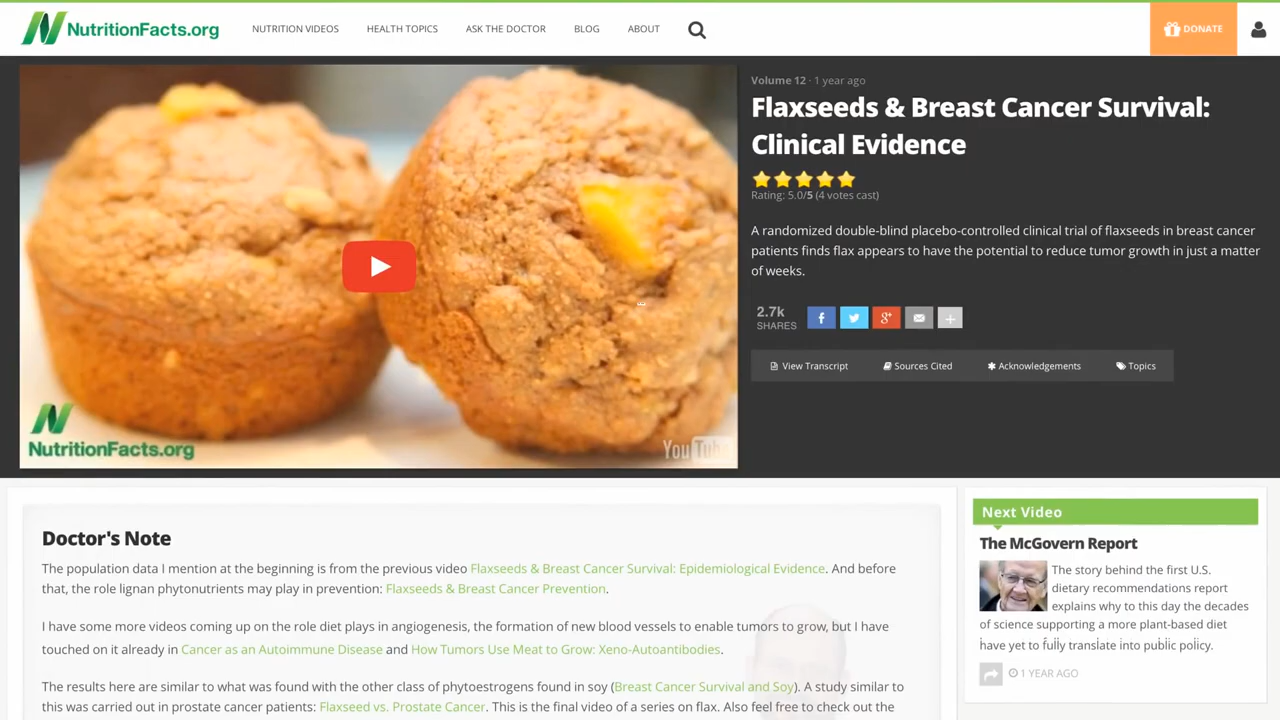 NutritionFacts.org
NUTRITION VIDEOS
HEALTH TOPICS
ASK THE DOCTOR
BLOG
ABOUT
DONATE
Volume 12 · 1 year ago
Flaxseeds & Breast Cancer Survival:
Clinical Evidence
Rating: 5.0/5 (4 votes cast)
A randomized double-blind placebo-controlled clinical trial of flaxseeds in breast cancer
patients finds flax appears to have the potential to reduce tumor growth in just a matter
of weeks.
2.7k
SHARES
View Transcript
Sources Cited
Acknowledgements
Topics
NutritionFacts.org
YouTube
Doctor's Note
The population data I mention at the beginning is from the previous video Flaxseeds & Breast Cancer Survival: Epidemiological Evidence. And before
that, the role lignan phytonutrients may play in prevention: Flaxseeds & Breast Cancer Prevention.
I have some more videos coming up on the role diet plays in angiogenesis, the formation of new blood vessels to enable tumors to grow, but I have
touched on it already in Cancer as an Autoimmune Disease and How Tumors Use Meat to Grow: Xeno-Autoantibodies.
The results here are similar to what was found with the other class of phytoestrogens found in soy (Breast Cancer Survival and Soy). A study similar to
this was carried out in prostate cancer patients: Flaxseed vs. Prostate Cancer. This is the final video of a series on flax. Also feel free to check out the
Next Video
The McGovern Report
The story behind the first U.S.
dietary recommendations report
explains why to this day the decades
of science supporting a more plant-based diet
have yet to fully translate into public policy.
1 YEAR AGO